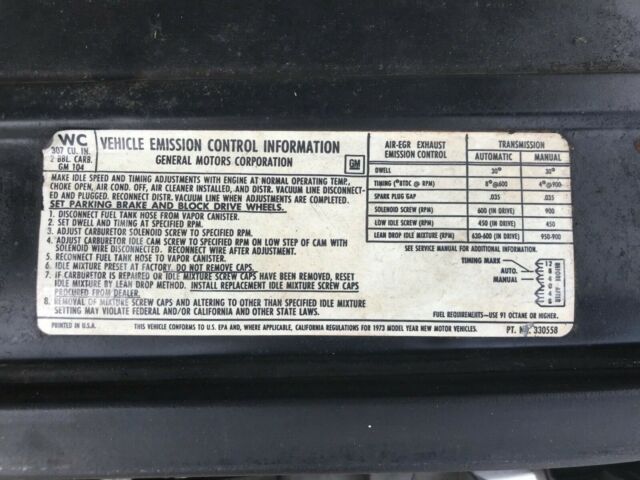 WC
307 CU. IN.
2 BBL. CARB.
GM 104
VEHICLE EMISSION CONTROL INFORMATION
GENERAL MOTORS CORPORATION
GM
MAKE IDLE SPEED AND TIMING ADJUSTMENTS WITH ENGINE AT NORMAL OPERATING TEMP.,
CHOKE OPEN, AIR COND. OFF, AIR CLEANER INSTALLED, AND DISTR. VACUUM LINE DISCONNECT-
ED AND PLUGGED. RECONNECT DISTR. VACUUM LINE WHEN ADJUSTMENTS ARE COMPLETED.
SET PARKING BRAKE AND BLOCK DRIVE WHEELS.
1. DISCONNECT FUEL TANK HOSE FROM VAPOR CANISTER.
2. SET DWELL AND TIMING AT SPECIFIED RPM.
3. ADJUST CARBURETOR SOLENOID SCREW TO SPECIFIED RPM.
4. ADJUST CARBURETOR IDLE CAM SCREW TO SPECIFIED RPM ON LOW STEP OF CAM WITH
SOLENOID WIRE DISCONNECTED. RECONNECT WIRE AFTER ADJUSTMENT.
5. RECONNECT FUEL TANK HOSE TO VAPOR CANISTER.
6. IDLE MIXTURE PRESET AT FACTORY. DO NOT REMOVE CAPS.
7. IF CARBURETOR IS REPAIRED OR IDLE MIXTURE SCREW CAPS HAVE BEEN REMOVED, RESET
IDLE MIXTURE BY LEAN DROP METHOD. INSTALL REPLACEMENT IDLE MIXTURE SCREW CAPS
PROCURED FROM DEALER.
8. REMOVAL OF MIXTURE SCREW CAPS AND ALTERING TO OTHER THAN SPECIFIED IDLE MIXTURE
SETTING MAY VIOLATE FEDERAL AND/OR CALIFORNIA AND OTHER STATE LAWS.
AIR-EGR EXHAUST EMISSION CONTROL TRANSMISSION
AUTOMATIC MANUAL
DWELL 30° 30°
TIMING (°BTDC @ RPM) 8°@600 4°@900
SPARK PLUG GAP .035 .035
SOLENOID SCREW (RPM) 600 (IN DRIVE) 900
LOW IDLE SCREW (RPM) 450 (IN DRIVE) 450
LEAN DROP IDLE MIXTURE (RPM) 630-600 (IN DRIVE) 950-900
SEE SERVICE MANUAL FOR ADDITIONAL INFORMATION.
TIMING MARK
AUTO.
MANUAL
12
8
4
0
BEFORE
AFTER
FUEL REQUIREMENTS—USE 91 OCTANE OR HIGHER.
PRINTED IN U.S.A. THIS VEHICLE CONFORMS TO U.S. EPA AND, WHERE APPLICABLE, CALIFORNIA REGULATIONS FOR 1973 MODEL YEAR NEW MOTOR VEHICLES. PT. 330558